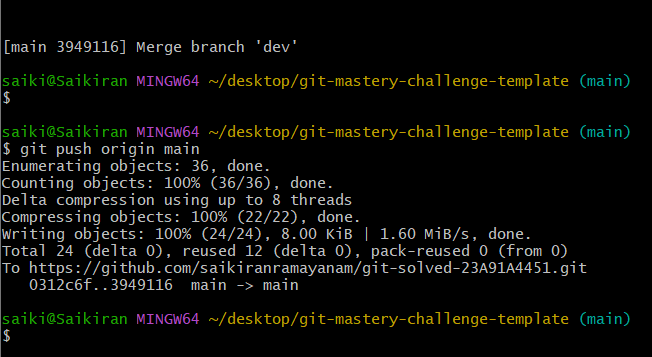 [main 3949116] Merge branch 'dev'
saiki@Saikiran MINGW64 ~/desktop/git-mastery-challenge-template (main)
$
saiki@Saikiran MINGW64 ~/desktop/git-mastery-challenge-template (main)
$ git push origin main
Enumerating objects: 36, done.
Counting objects: 100% (36/36), done.
Delta compression using up to 8 threads
Compressing objects: 100% (22/22), done.
Writing objects: 100% (24/24), 8.00 KiB | 1.60 MiB/s, done.
Total 24 (delta 0), reused 12 (delta 0), pack-reused 0 (from 0)
To https://github.com/saikiranramayanam/git-solved-23A91A4451.git
   0312c6f..3949116  main -> main
saiki@Saikiran MINGW64 ~/desktop/git-mastery-challenge-template (main)
$